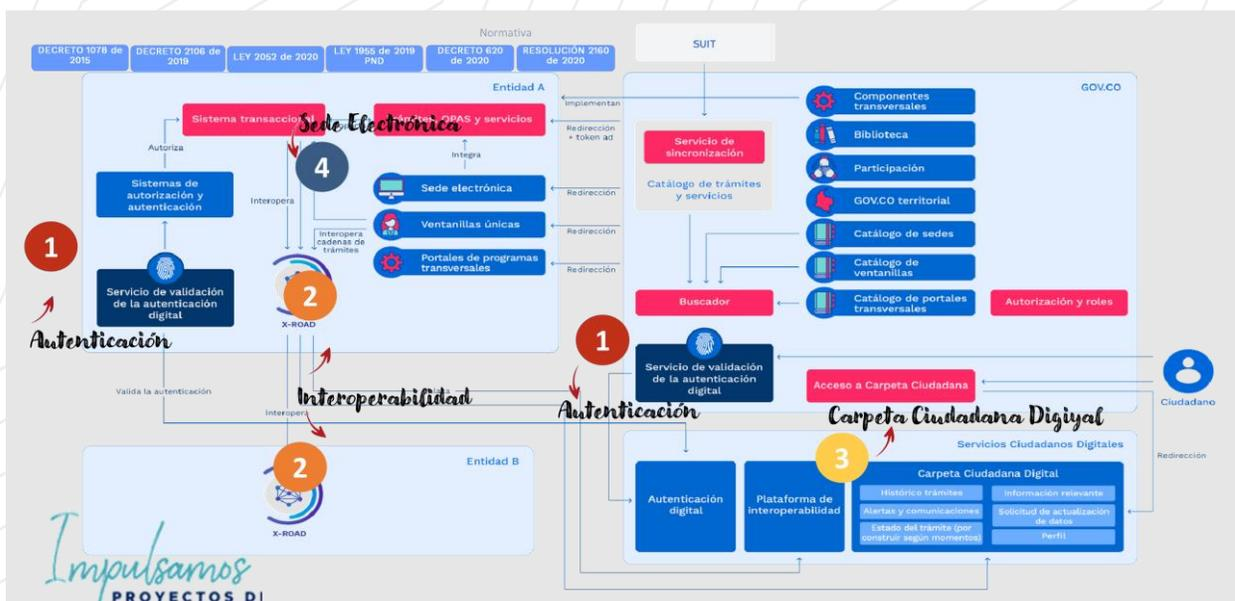 Normativa
DECRETO 1078 de
2015
DECRETO 2106 de
2019
LEY 2052 de 2020
LEY 1955 de 2019
PND
DECRETO 620
de 2020
RESOLUCIÓN 2160
de 2020
SUIT
Entidad A
Sistema transaccional
OPAS y servicios
Sede Electrónica
4
Autoriza
Integra
Interopera
Sistemas de
autorización y
autenticación
Sede electrónica
Ventanillas únicas
Interopera
cadenas de
trámites
Portales de programas
transversales
1
Servicio de validación
de la autenticación
digital
2
X-ROAD
Autenticación
Implementan
Redirección
+ token ad
Redirección
Redirección
Redirección
GOV.CO
Servicio de
sincronización
Catálogo de trámites
y servicios
Componentes
transversales
Biblioteca
Participación
GOV.CO territorial
Catálogo de sedes
Catálogo de
ventanillas
Catálogo de portales
transversales
Buscador
Autorización y roles
1
Servicio de validación
de la autenticación
digital
Acceso a Carpeta Ciudadana
Ciudadano
Valida la autenticación
Interoperabilidad
Interopera
Autenticación
Carpeta Ciudadana Digiyal
Redirección
Entidad B
2
X-ROAD
Servicios Ciudadanos Digitales
3
Autenticación
digital
Plataforma de
interoperabilidad
Carpeta Ciudadana Digital
Histórico trámites
Información relevante
Alertas y comunicaciones
Solicitud de actualización
de datos
Estado del trámite (por
construir según momentos)
Perfil
Impulsamos
PROYECTOS DI